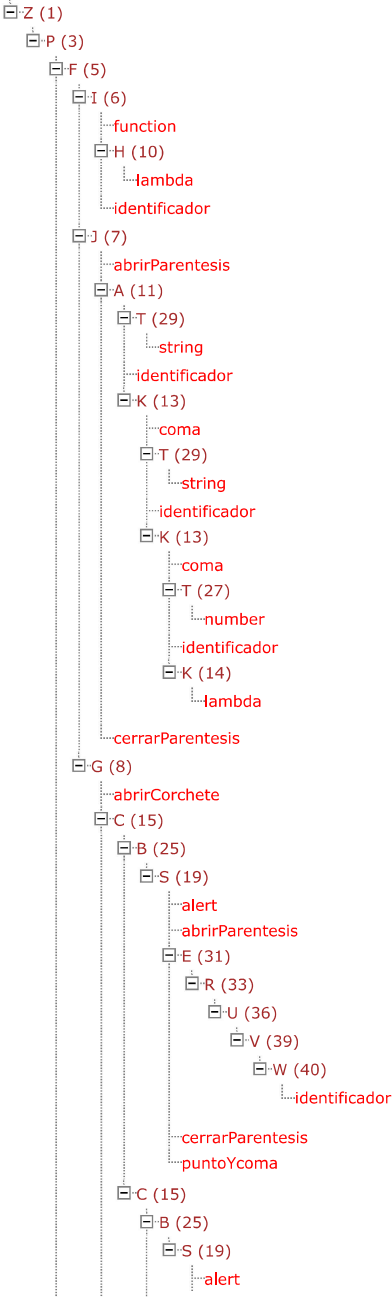 Z (1)
P (3)
F (5)
I (6)
function
H (10)
lambda
identificador
J (7)
abrirParentesis
A (11)
T (29)
string
identificador
K (13)
coma
T (29)
string
identificador
K (13)
coma
T (27)
number
identificador
K (14)
lambda
cerrarParentesis
G (8)
abrirCorchete
C (15)
B (25)
S (19)
alert
abrirParentesis
E (31)
R (33)
U (36)
V (39)
W (40)
identificador
cerrarParentesis
puntoYcoma
C (15)
B (25)
S (19)
alert